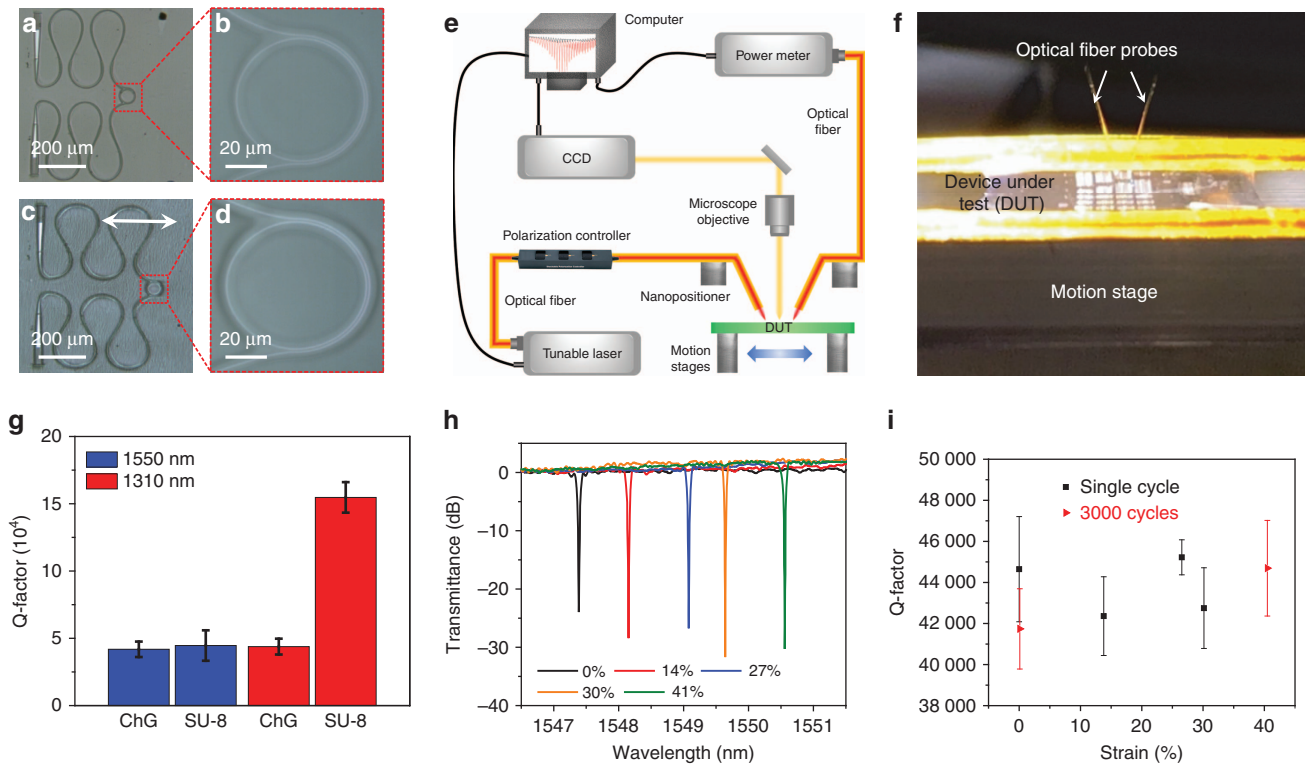 a
200 μm
b
20 μm
c
200 μm
d
20 μm
e
Computer
Power meter
Optical
fiber
CCD
Microscope
objective
Polarization controller
Optical fiber
Nanopositioner
DUT
Tunable laser
Motion
stages
f
Optical fiber probes
Device under
test (DUT)
Motion stage
g
Q-factor (10⁴)
20
15
10
5
0
1550 nm
1310 nm
ChG SU-8 ChG SU-8
h
Transmittance (dB)
0
–10
–20
–30
–40
0% 14% 27%
30% 41%
1547 1548 1549 1550 1551
Wavelength (nm)
i
Q-factor
50 000
48 000
46 000
44 000
42 000
40 000
38 000
Single cycle
3000 cycles
0 10 20 30 40
Strain (%)